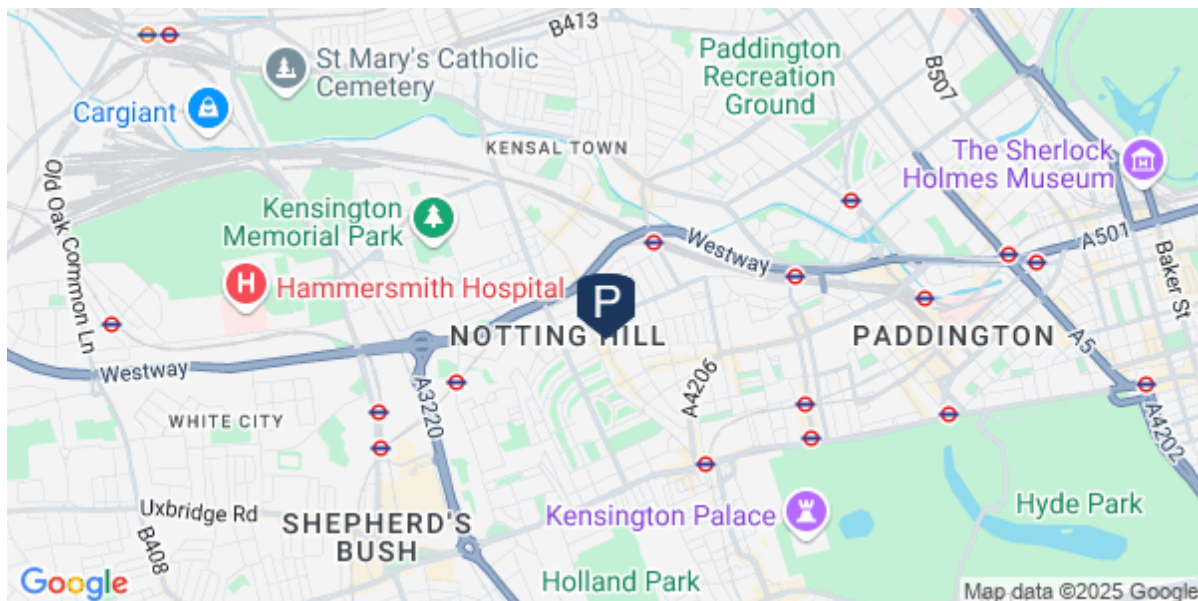 B413
St Mary's Catholic
Cemetery
Paddington
Recreation
Ground
B507
Cargiant
KENSAL TOWN
The Sherlock
Holmes Museum
Old Oak Common Ln
Kensington
Memorial Park
Westway
A501
Baker St
H
Hammersmith Hospital
P
NOTTING HILL
PADDINGTON
A5
Westway
A3220
A4206
WHITE CITY
A4202
Uxbridge Rd
B408
SHEPHERD'S
BUSH
Kensington Palace
Hyde Park
Holland Park
Google
Map data ©2025 Google